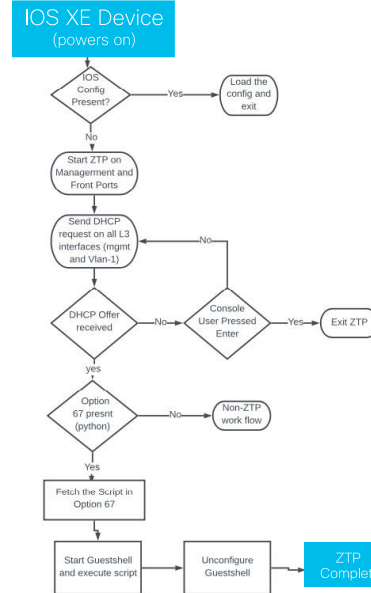 IOS XE Device
(powers on)
IOS
Config
Present?
Yes
Load the
config and
exit
No
Start ZTP on
Managerment and
Front Ports
Send DHCP
request on all L3
interfaces (mgmt
and Vlan-1)
No
DHCP Offer
received
No
Console
User Pressed
Enter
Yes
Exit ZTP
yes
Option
67 presnt
(python)
No
Non-ZTP
work flow
Yes
Fetch the Script in
Option 67
Start Guestshell
and execute script
Unconfigure
Guestshell
ZTP
Complet